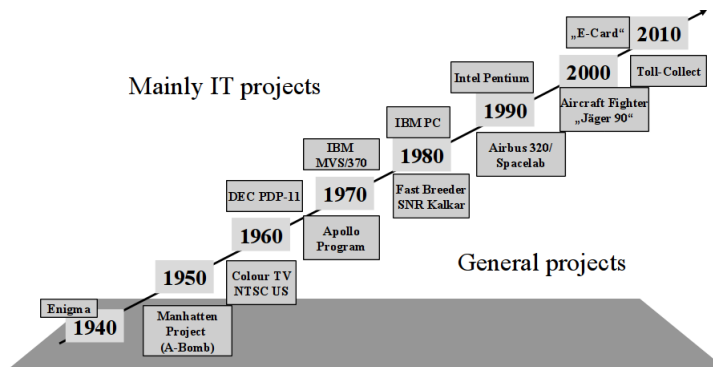 „E-Card“
2010
Intel Pentium
2000
Toll-Collect
Mainly IT projects
IBM PC
1990
Aircraft Fighter
„Jäger 90“
IBM
MVS/370
1980
Airbus 320/
Spacelab
DEC PDP-11
1970
Fast Breeder
SNR Kalkar
1960
Apollo
Program
1950
Colour TV
NTSC US
General projects
Enigma
1940
Manhatten
Project
(A-Bomb)